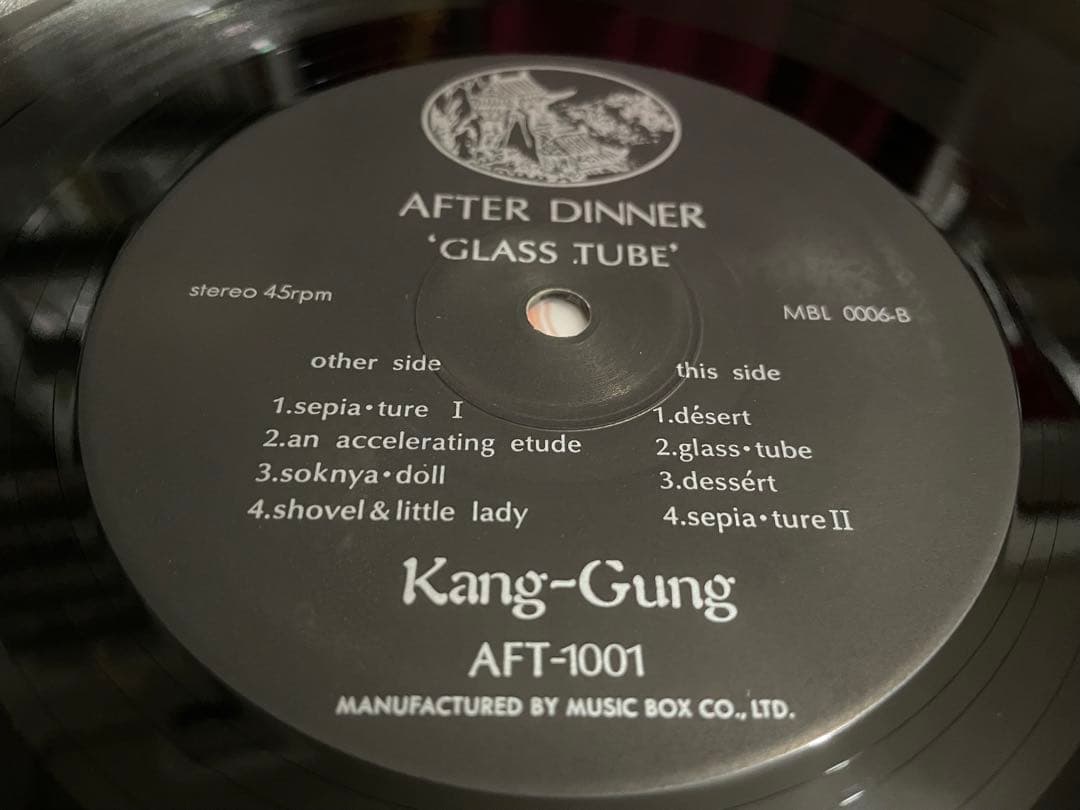 AFTER DINNER
'GLASS TUBE'
stereo 45rpm
MBL 0006-B
other side
1.sepia•ture I
2.an accelerating etude
3.soknya•doll
4.shovel & little lady
this side
1.désert
2.glass•tube
3.dessért
4.sepia•ture II
Kang-Gung
AFT-1001
MANUFACTURED BY MUSIC BOX CO., LTD.